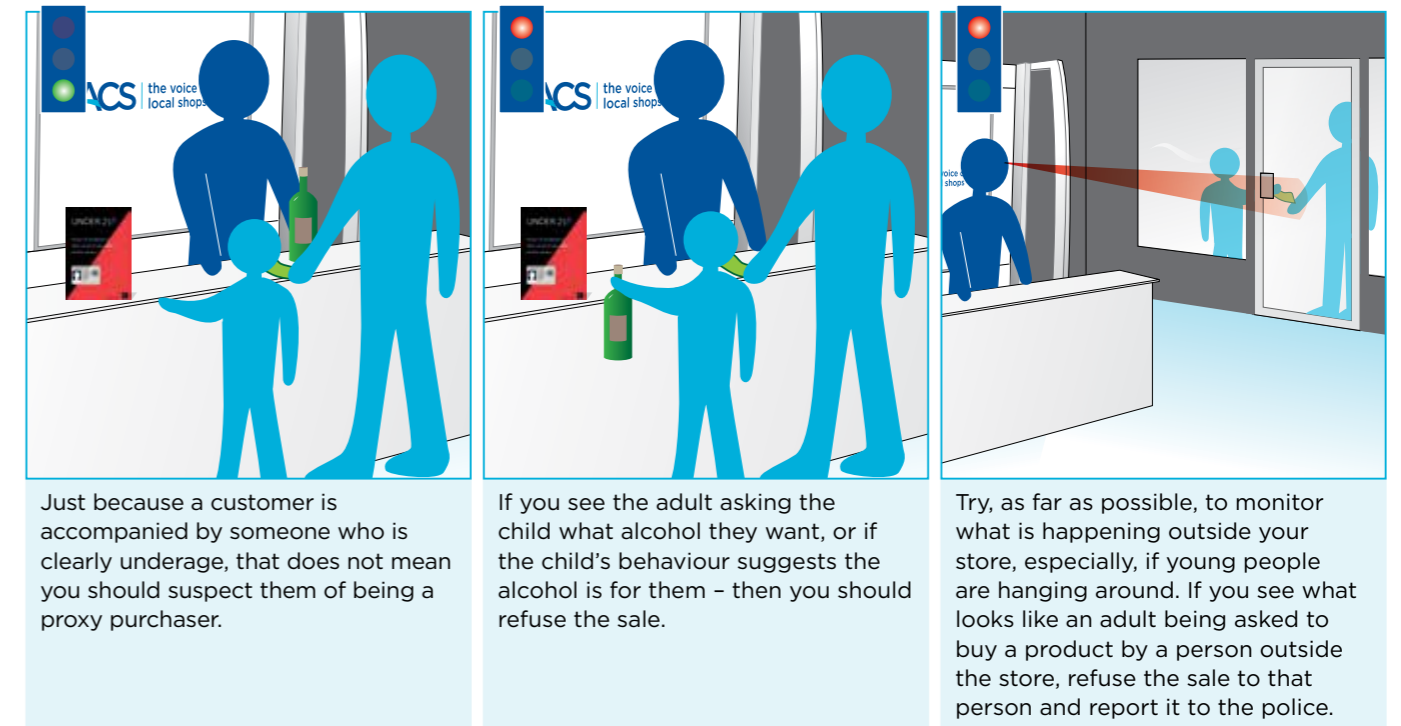 ACS
the voice
local shops
UNDER 21?
Just because a customer is
accompanied by someone who is
clearly underage, that does not mean
you should suspect them of being a
proxy purchaser.
CS
the voice
local shops
UNDER 21?
If you see the adult asking the
child what alcohol they want, or if
the child's behaviour suggests the
alcohol is for them – then you should
refuse the sale.
voice
shops
Try, as far as possible, to monitor
what is happening outside your
store, especially, if young people
are hanging around. If you see what
looks like an adult being asked to
buy a product by a person outside
the store, refuse the sale to that
person and report it to the police.